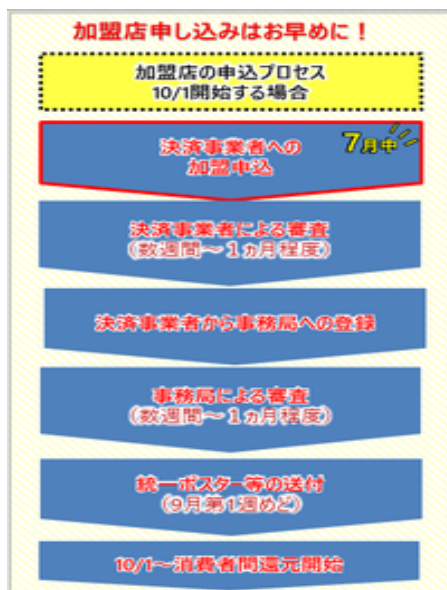 加盟店申し込みはお早めに！
加盟店の申込プロセス
10/1開始する場合
7月中
決済事業者への
加盟申込
決済事業者による審査
(数週間～1ヵ月程度)
決済事業者から事務局への登録
事務局による審査
(数週間～1ヵ月程度)
統一ポスター等の送付
(9月第1週めど)
10/1～消費者間還元開始